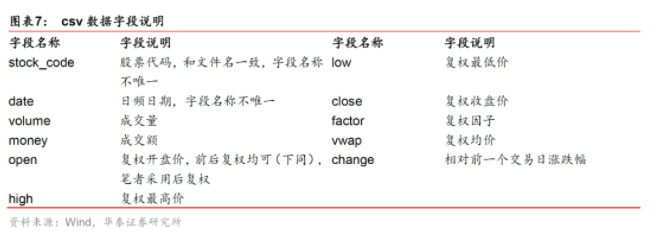 图表7： csv 数据字段说明
字段名称 字段说明 字段名称 字段说明
stock_code 股票代码，和文件名一致，字段名称 low 复权最低价
不唯一
date 日频日期，字段名称不唯一 close 复权收盘价
volume 成交量 factor 复权因子
money 成交额 vwap 复权均价
open 复权开盘价，前后复权均可（下同）， change 相对前一个交易日涨跌幅
笔者采用后复权
high 复权最高价
资料来源：Wind，华泰证券研究所